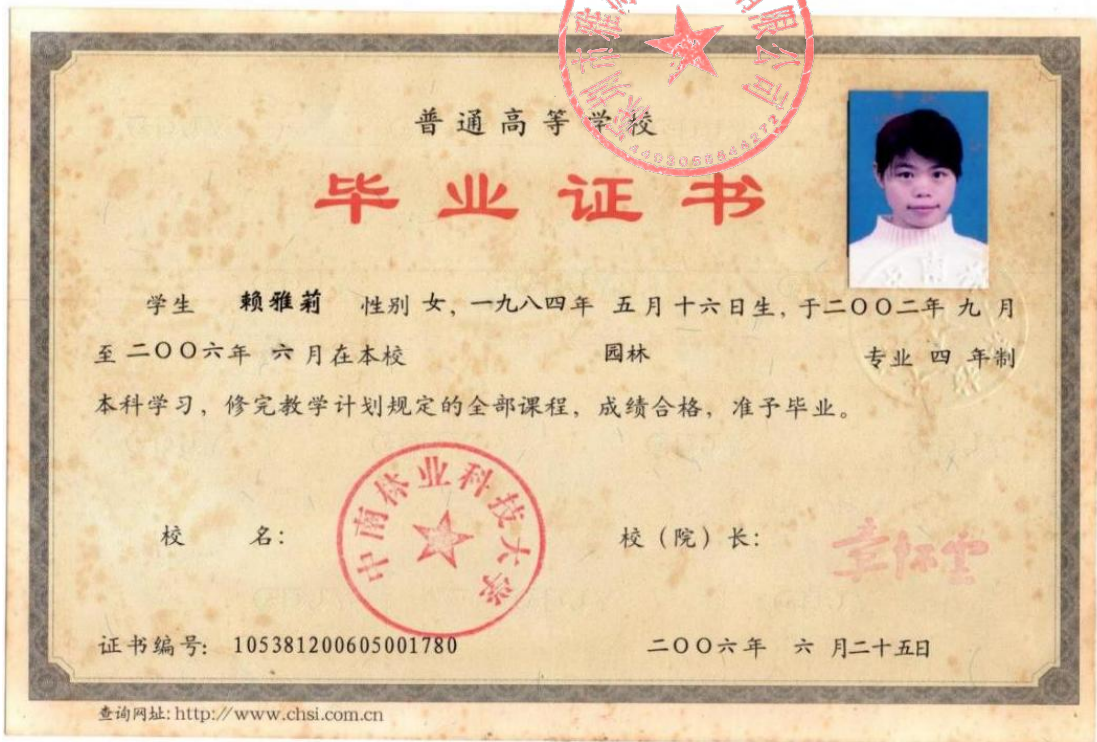 普通高等学校
毕业证书
学生 赖雅莉 性别 女, 一九八四年 五月十六日生, 于二〇〇二年 九 月
至 二〇〇六年 六 月在本校 园林 专业 四 年制
本科学习, 修完教学计划规定的全部课程, 成绩合格, 准予毕业。
中南林业科技大学
校 名:
校 (院) 长:
章怀云
证书编号: 105381200605001780
二〇〇六年 六 月二十五日
查询网址: http://www.chsi.com.cn